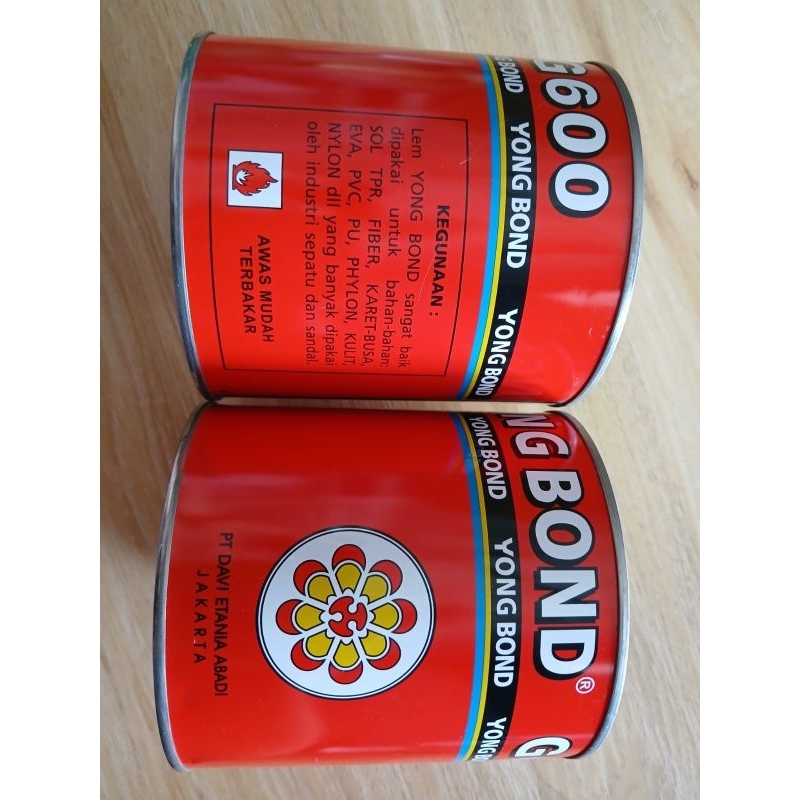 G600
YONG BOND YONG BOND YONG BOND
KEGUNAAN :
Lem YONG BOND sangat baik
dipakai untuk bahan-bahan:
SOL TPR, FIBER, KARET-BUSA,
EVA, PVC, PU, PHYLON, KULIT,
NYLON dll yang banyak dipakai
oleh industri sepatu dan sandal.
AWAS MUDAH
TERBAKAR
NG BOND® G
YONG BOND YONG BOND YONG BOND
PT DAVI ETANIA ABADI
JAKARTA